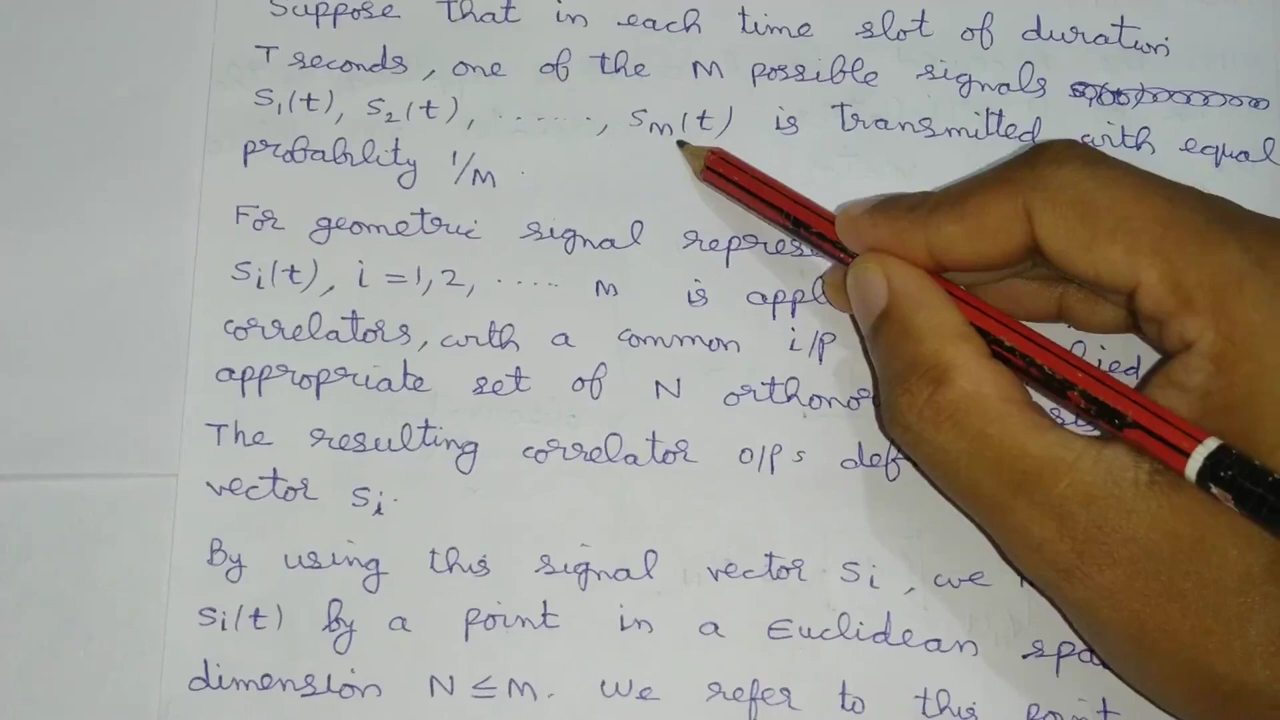 Suppose that in each time slot of duration
T seconds, one of the M possible signals
S1(t), S2(t), ......, SM(t) is transmitted with equal
probability 1/M.
For geometric signal
Si(t), i = 1, 2, ..... M is
correlators, with a common i/p
appropriate set of N
The resulting correlator O/Ps
vector Si.
By using this signal vector Si, we
Si(t) by a point in a Euclidean
dimension N ≤ M. We refer to this point